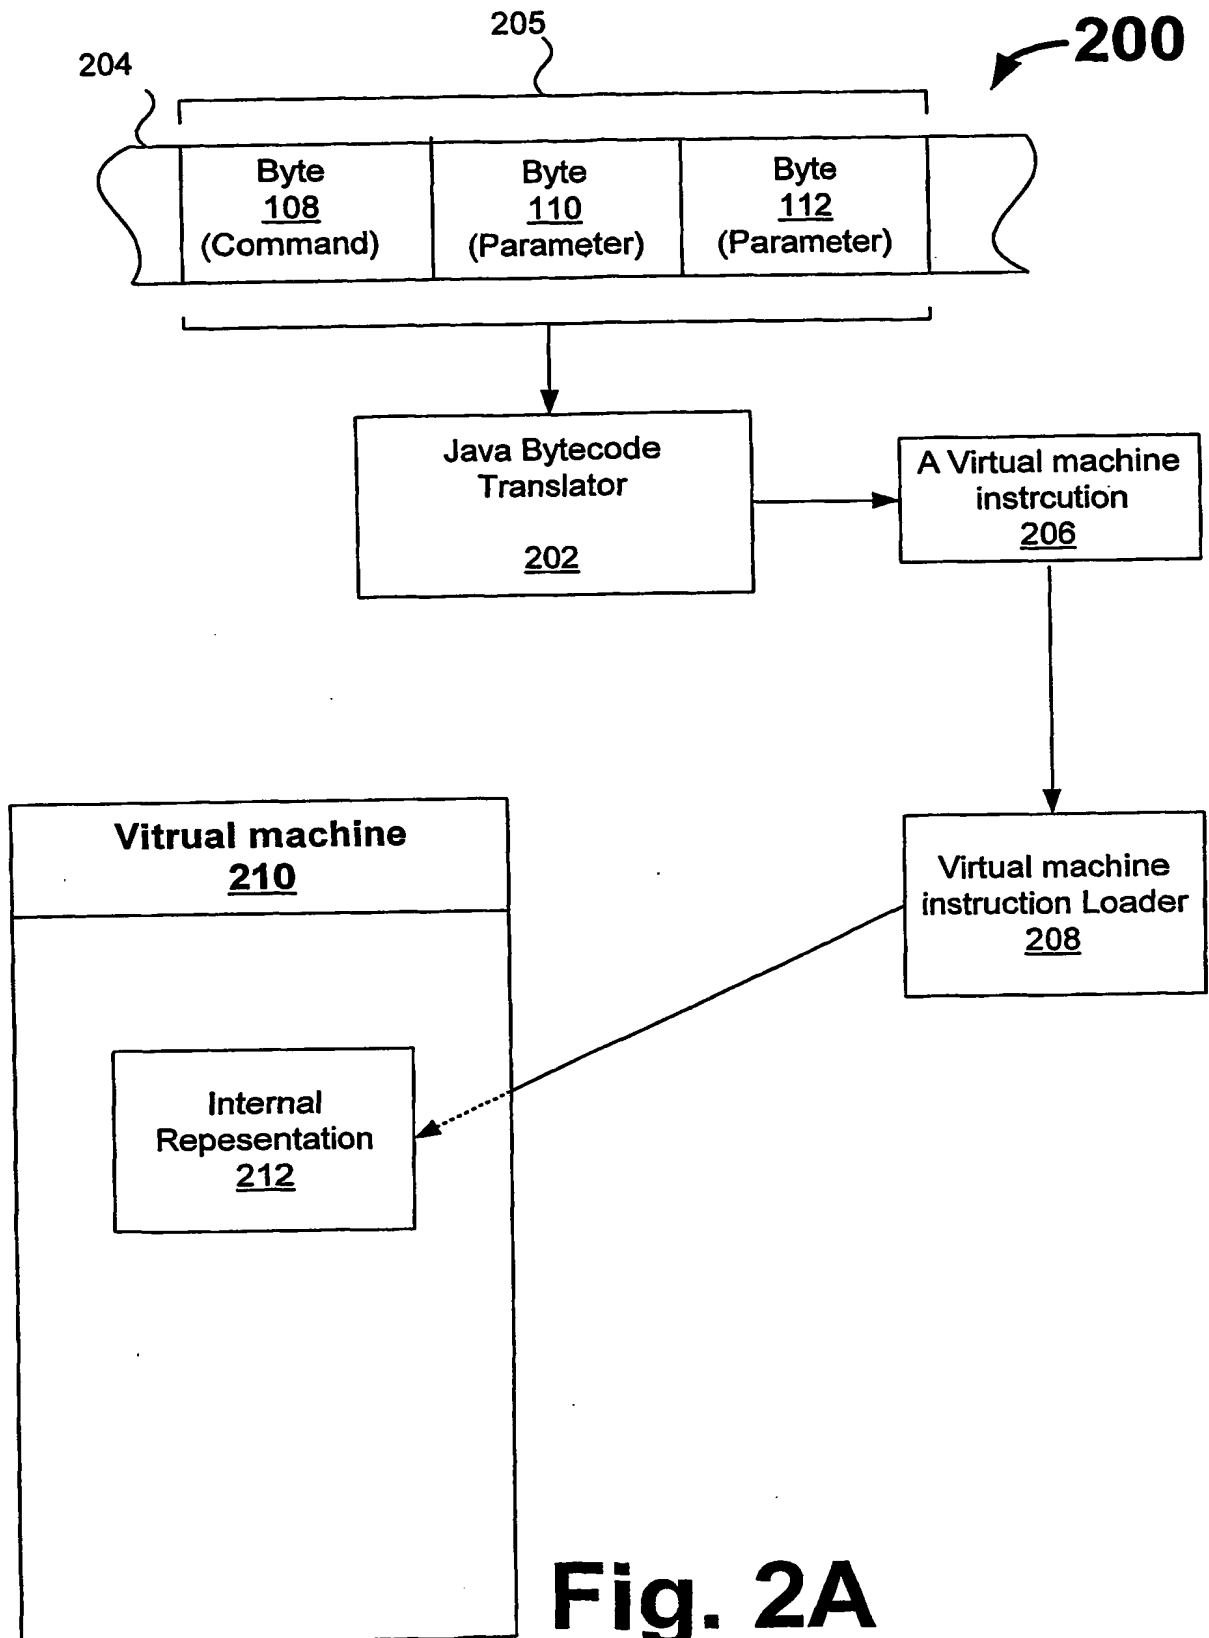 205
200
204
Byte
108
(Command)
Byte
110
(Parameter)
Byte
112
(Parameter)
Java Bytecode
Translator
202
A Virtual machine
instrcution
206
Vitrual machine
210
Virtual machine
instruction Loader
208
Internal
Repesentation
212
Fig. 2A